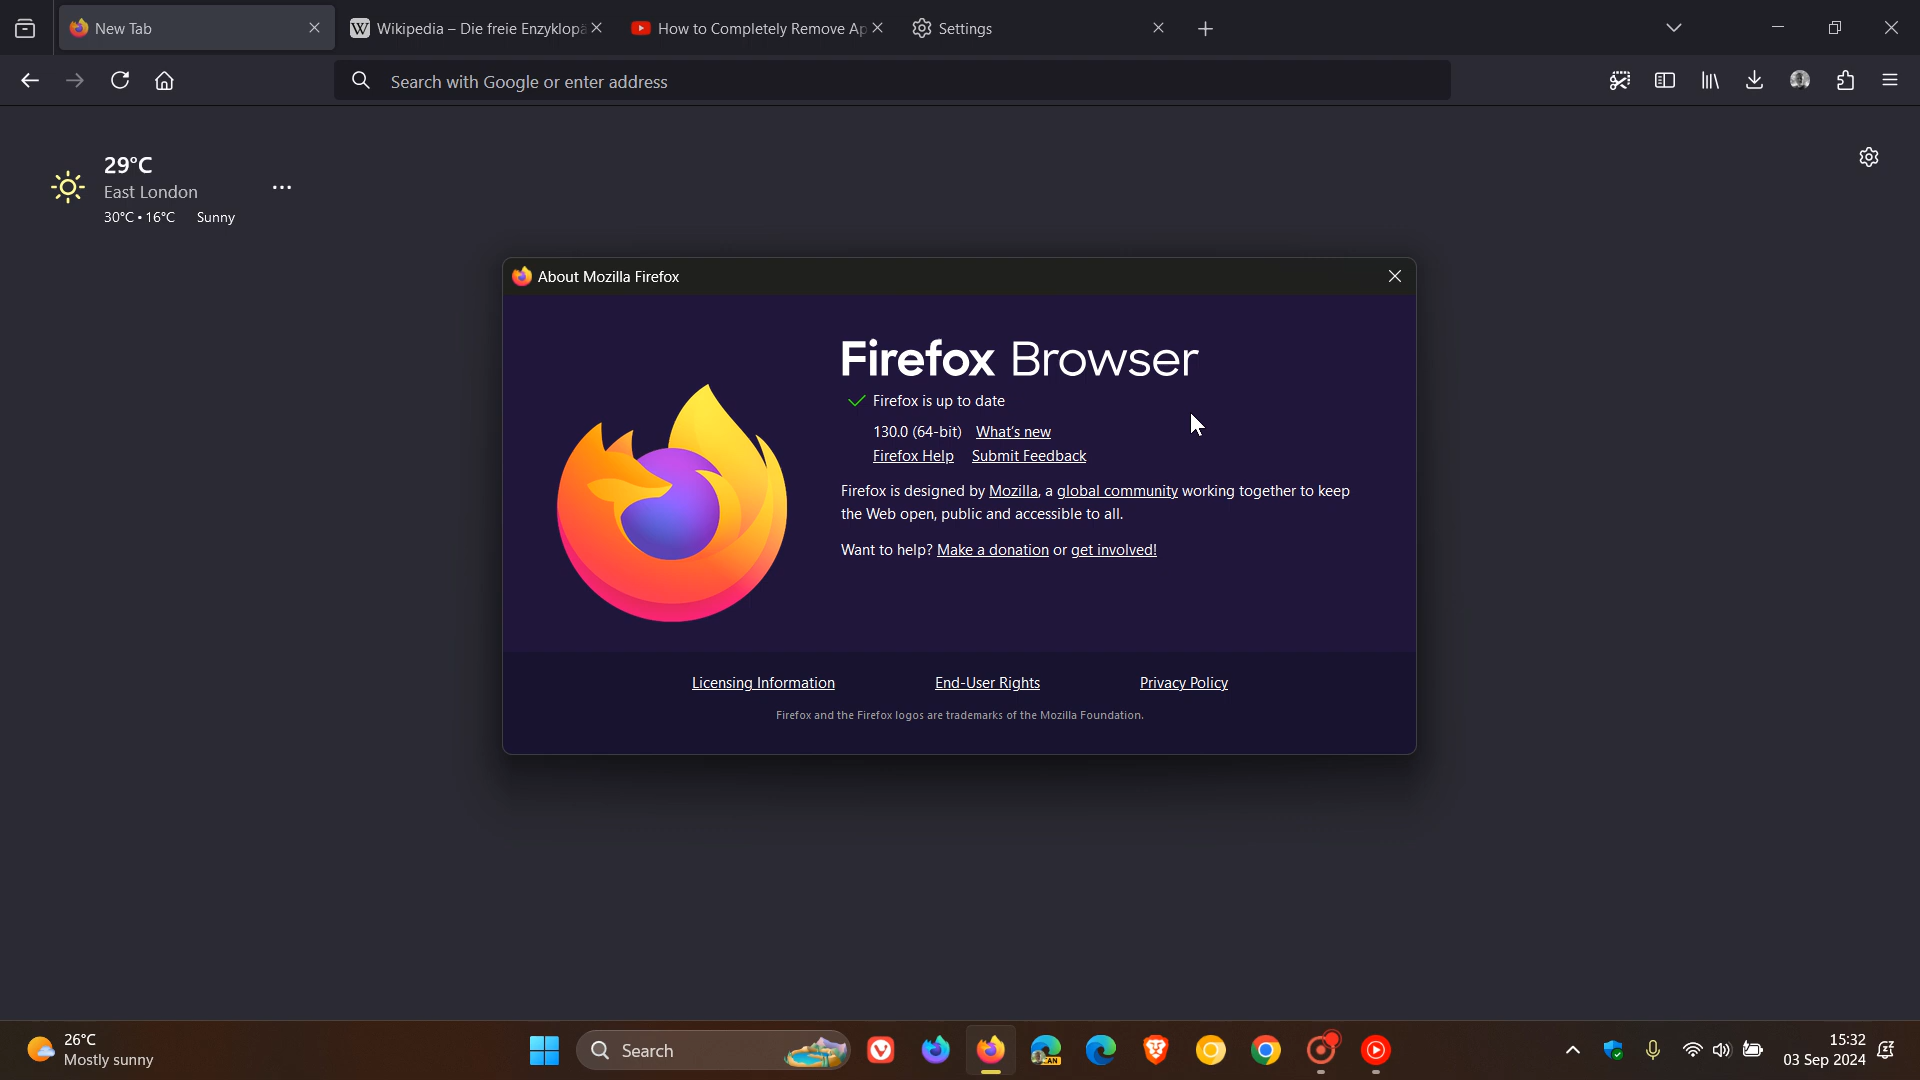 New Tab
Wikipedia – Die freie Enzyklopä
How to Completely Remove Ap
Settings
Search with Google or enter address
29°C
East London
30°C • 16°C Sunny
About Mozilla Firefox
Firefox Browser
Firefox is up to date
130.0 (64-bit) What's new
Firefox Help Submit Feedback
Firefox is designed by Mozilla, a global community working together to keep
the Web open, public and accessible to all.
Want to help? Make a donation or get involved!
Licensing Information End-User Rights Privacy Policy
Firefox and the Firefox logos are trademarks of the Mozilla Foundation.
26°C
Mostly sunny
Search
CAN
15:32
03 Sep 2024